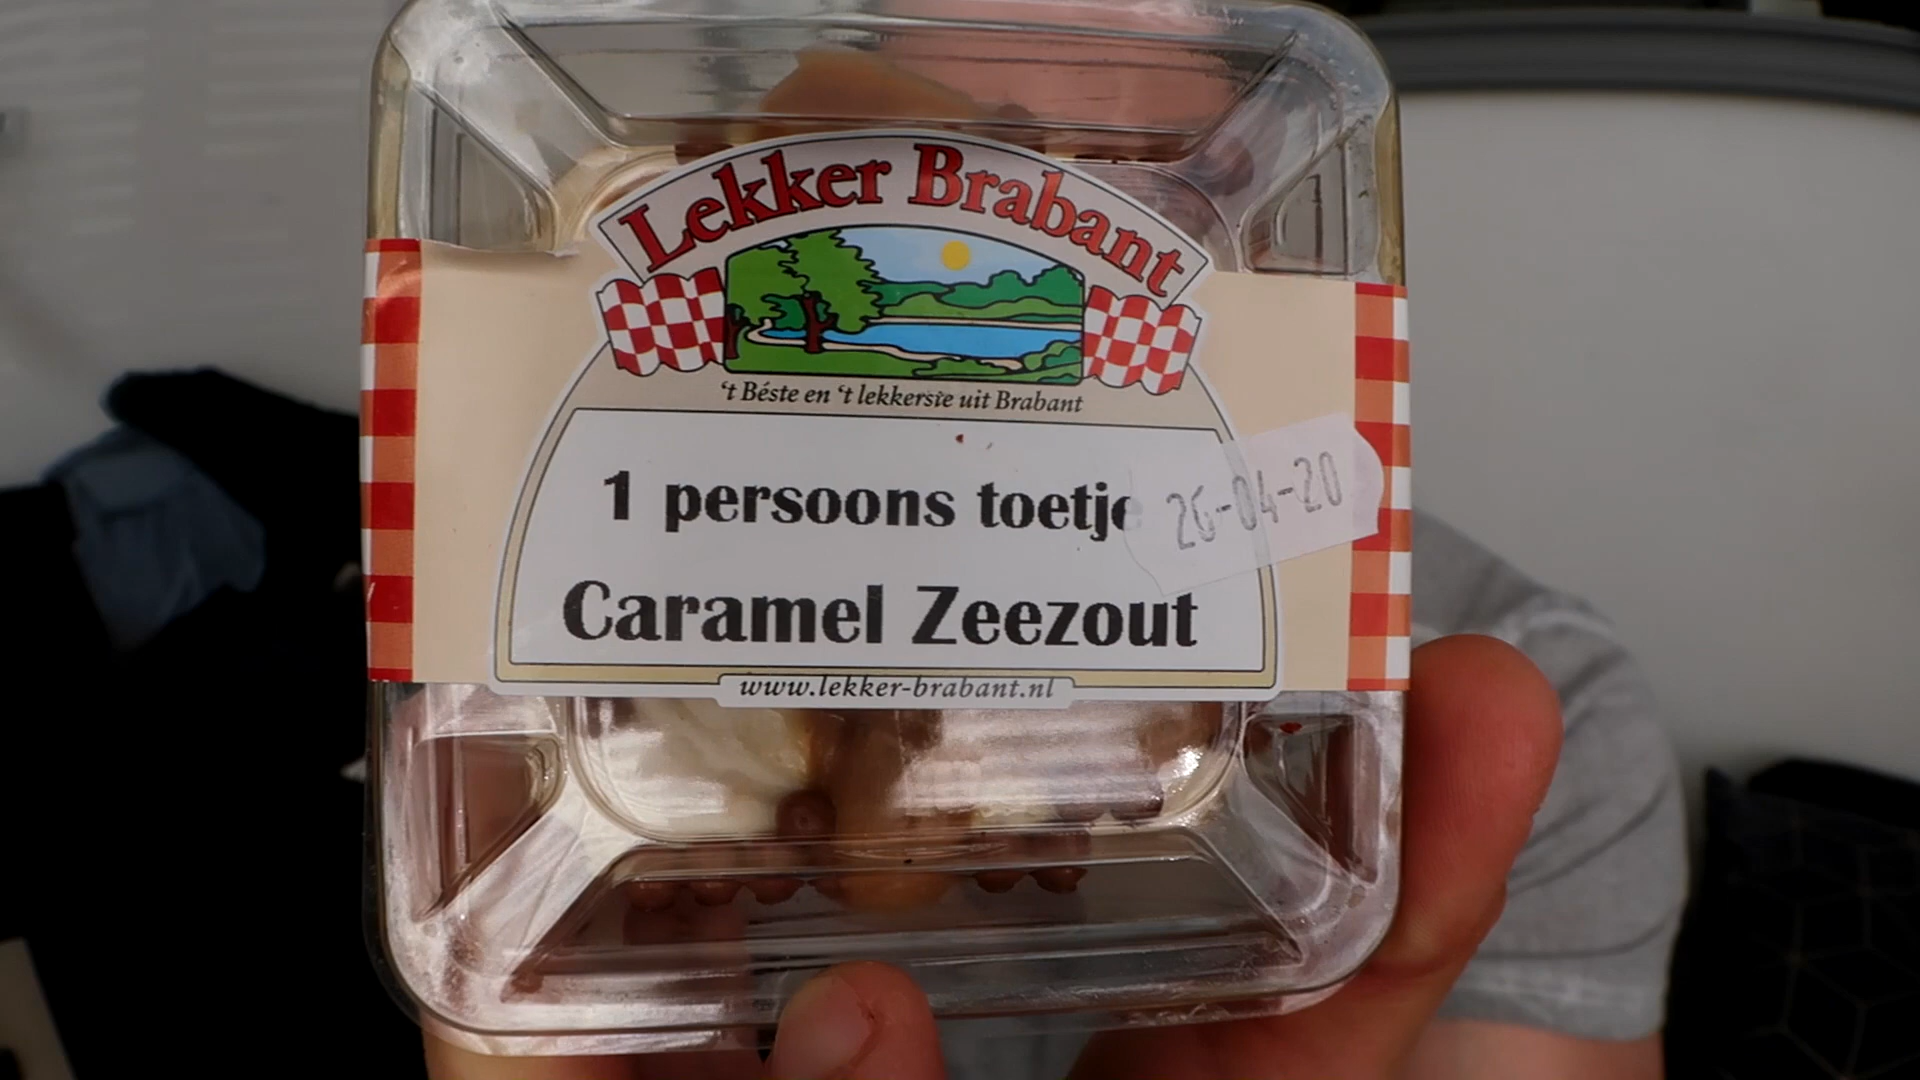 Lekker Brabant
't Béste en 't lekkerste uit Brabant
1 persoons toetje
26-04-20
Caramel Zeezout
www.lekker-brabant.nl